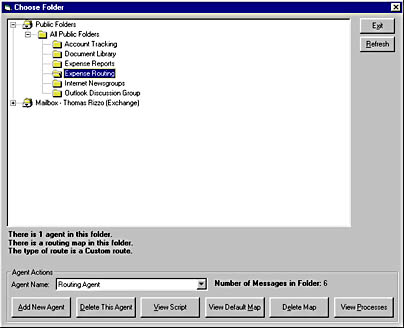 Choose Folder
Public Folders
Exit
All Public Folders
Account Tracking
Refresh
Document Library
Expense Reports
Expense Routing
Internet Newsgroups
Outlook Discussion Group
Mailbox - Thomas Rizzo (Exchange)
There is 1 agent in this folder.
There is a routing map in this folder.
The type of route is a Custom route.
Agent Actions
Agent Name: Routing Agent Number of Messages in Folder: 6
Add New Agent Delete This Agent View Script View Default Map Delete Map View Processes